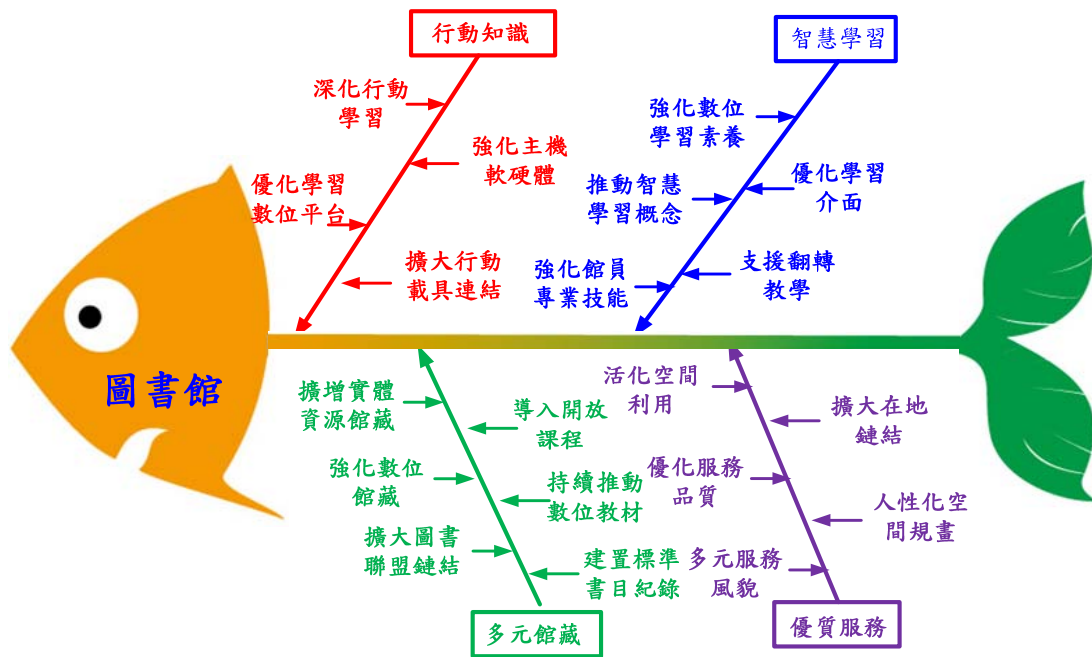 行動知識
深化行動
學習
強化主機
軟硬體
優化學習
數位平台
擴大行動
載具連結
智慧學習
強化數位
學習素養
優化學習
介面
推動智慧
學習概念
支援翻轉
教學
強化館員
專業技能
圖書館
擴增實體
資源館藏
導入開放
課程
強化數位
館藏
持續推動
數位教材
擴大圖書
聯盟鏈結
建置標準
書目紀錄
多元館藏
活化空間
利用
擴大在地
鏈結
優化服務
品質
人性化空
間規畫
多元服務
風貌
優質服務